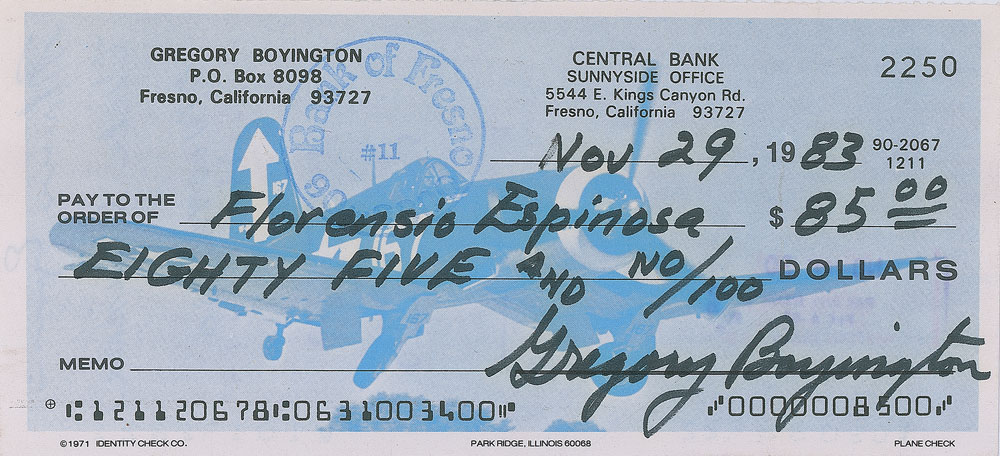 GREGORY BOYINGTON
P.O. Box 8098
Fresno, California 93727
CENTRAL BANK
SUNNYSIDE OFFICE
5544 E. Kings Canyon Rd.
Fresno, California 93727
2250
Bank of Fresno
#11
Nov 29, 1983
90-2067
1211
PAY TO THE
ORDER OF Florensio Espinosa $ 85 00
EIGHTY FIVE AND NO/100 DOLLARS
MEMO Gregory Boyington
⑆121120678⑆0631003400⑈ ⑇0000008500⑇
©1971 IDENTITY CHECK CO. PARK RIDGE, ILLINOIS 60068 PLANE CHECK